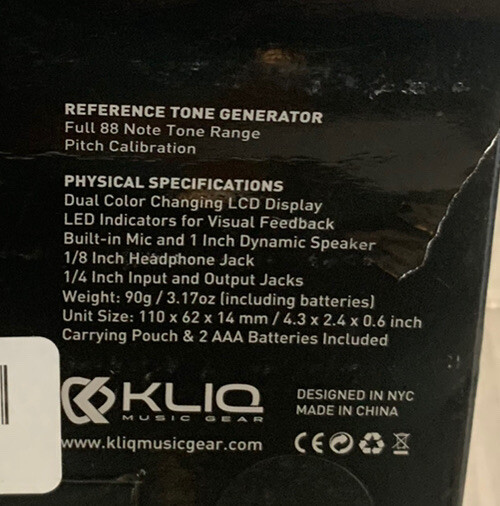 REFERENCE TONE GENERATOR
Full 88 Note Tone Range
Pitch Calibration
PHYSICAL SPECIFICATIONS
Dual Color Changing LCD Display
LED Indicators for Visual Feedback
Built-in Mic and 1 Inch Dynamic Speaker
1/8 Inch Headphone Jack
1/4 Inch Input and Output Jacks
Weight: 90g / 3.17oz (including batteries)
Unit Size: 110 x 62 x 14 mm / 4.3 x 2.4 x 0.6 inch
Carrying Pouch & 2 AAA Batteries Included
KLIQ
MUSIC GEAR
www.kliqmusicgear.com
DESIGNED IN NYC
MADE IN CHINA
CE